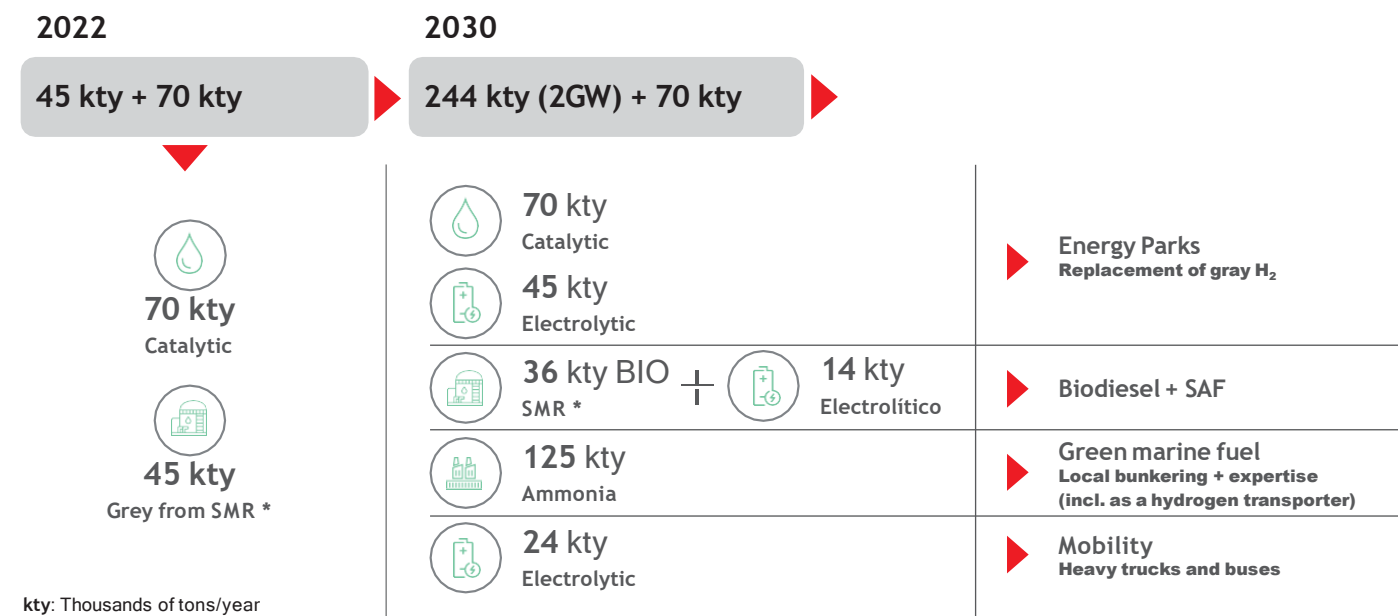 2022
45 kty + 70 kty
70 kty
Catalytic
45 kty
Grey from SMR *
kty: Thousands of tons/year
2030
244 kty (2GW) + 70 kty
70 kty
Catalytic
45 kty
Electrolytic
Energy Parks
Replacement of gray H₂
36 kty BIO
SMR *
+
14 kty
Electrolítico
Biodiesel + SAF
125 kty
Ammonia
Green marine fuel
Local bunkering + expertise
(incl. as a hydrogen transporter)
24 kty
Electrolytic
Mobility
Heavy trucks and buses